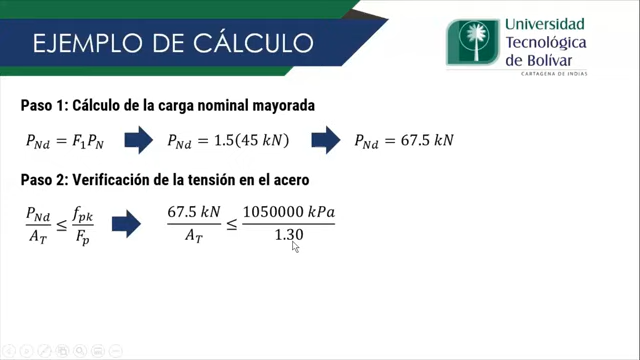 EJEMPLO DE CÁLCULO
Universidad
Tecnológica
de Bolívar
CARTAGENA DE INDIAS
Paso 1: Cálculo de la carga nominal mayorada
P_Nd = F_1 P_N P_Nd = 1.5(45 kN) P_Nd = 67.5 kN
Paso 2: Verificación de la tensión en el acero
P_Nd / A_T ≤ f_pk / F_p 67.5 kN / A_T ≤ 1050000 kPa / 1.30